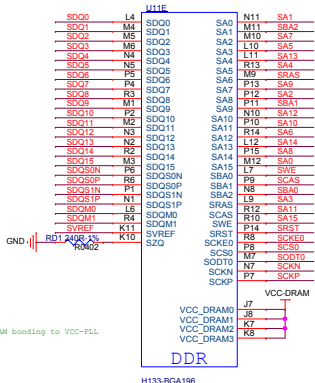 U11E
SDQ0 L4 SDQ0 SA0 N11 SA1
SDQ1 M4 SDQ1 SA1 M11 SBA2
SDQ2 M5 SDQ2 SA2 M10 SA7
SDQ3 M6 SDQ3 SA3 L10 SA5
SDQ4 N4 SDQ4 SA4 L11 SA13
SDQ5 N5 SDQ5 SA5 R13 SA4
SDQ6 P5 SDQ6 SA6 M9 SRAS
SDQ7 P4 SDQ7 SA7 P13 SA9
SDQ8 R3 SDQ8 SA8 P12 SA2
SDQ9 M1 SDQ9 SA9 P11 SBA1
SDQ10 P2 SDQ10 SA10 N10 SA12
SDQ11 M2 SDQ11 SA11 P10 SA10
SDQ12 N3 SDQ12 SA12 R14 SA6
SDQ13 N2 SDQ13 SA13 L12 SA14
SDQ14 R2 SDQ14 SA14 P15 SA8
SDQ15 M3 SDQ15 SA15 M12 SA0
SDQS0N P6 SDQS0N SBA0 L7 SWE
SDQS0P R6 SDQS0P SBA1 P9 SCAS
SDQS1N P1 SDQS1N SBA2 N8 SBA0
SDQS1P N1 SDQS1P SRAS L9 SA3
SDQM0 L6 SDQM0 SCAS R12 SA11
SDQM1 R4 SDQM1 SWE R10 SA15
SVREF K11 SVREF SRST P14 SRST
GND RD1 240R-1% K10 SZQ SCKE0 R8 SCKE0
R0402 SCS0 P8 SCS0
SODT0 M7 SODT0
SCKN N7 SCKN
SCKP P7 SCKP
VCC-DRAM
VCC_DRAM0 J7
VCC_DRAM1 J8
VCC_DRAM2 K7
VCC_DRAM3 K8
AM bonding to VCC-PLL
DDR
H133-BGA196